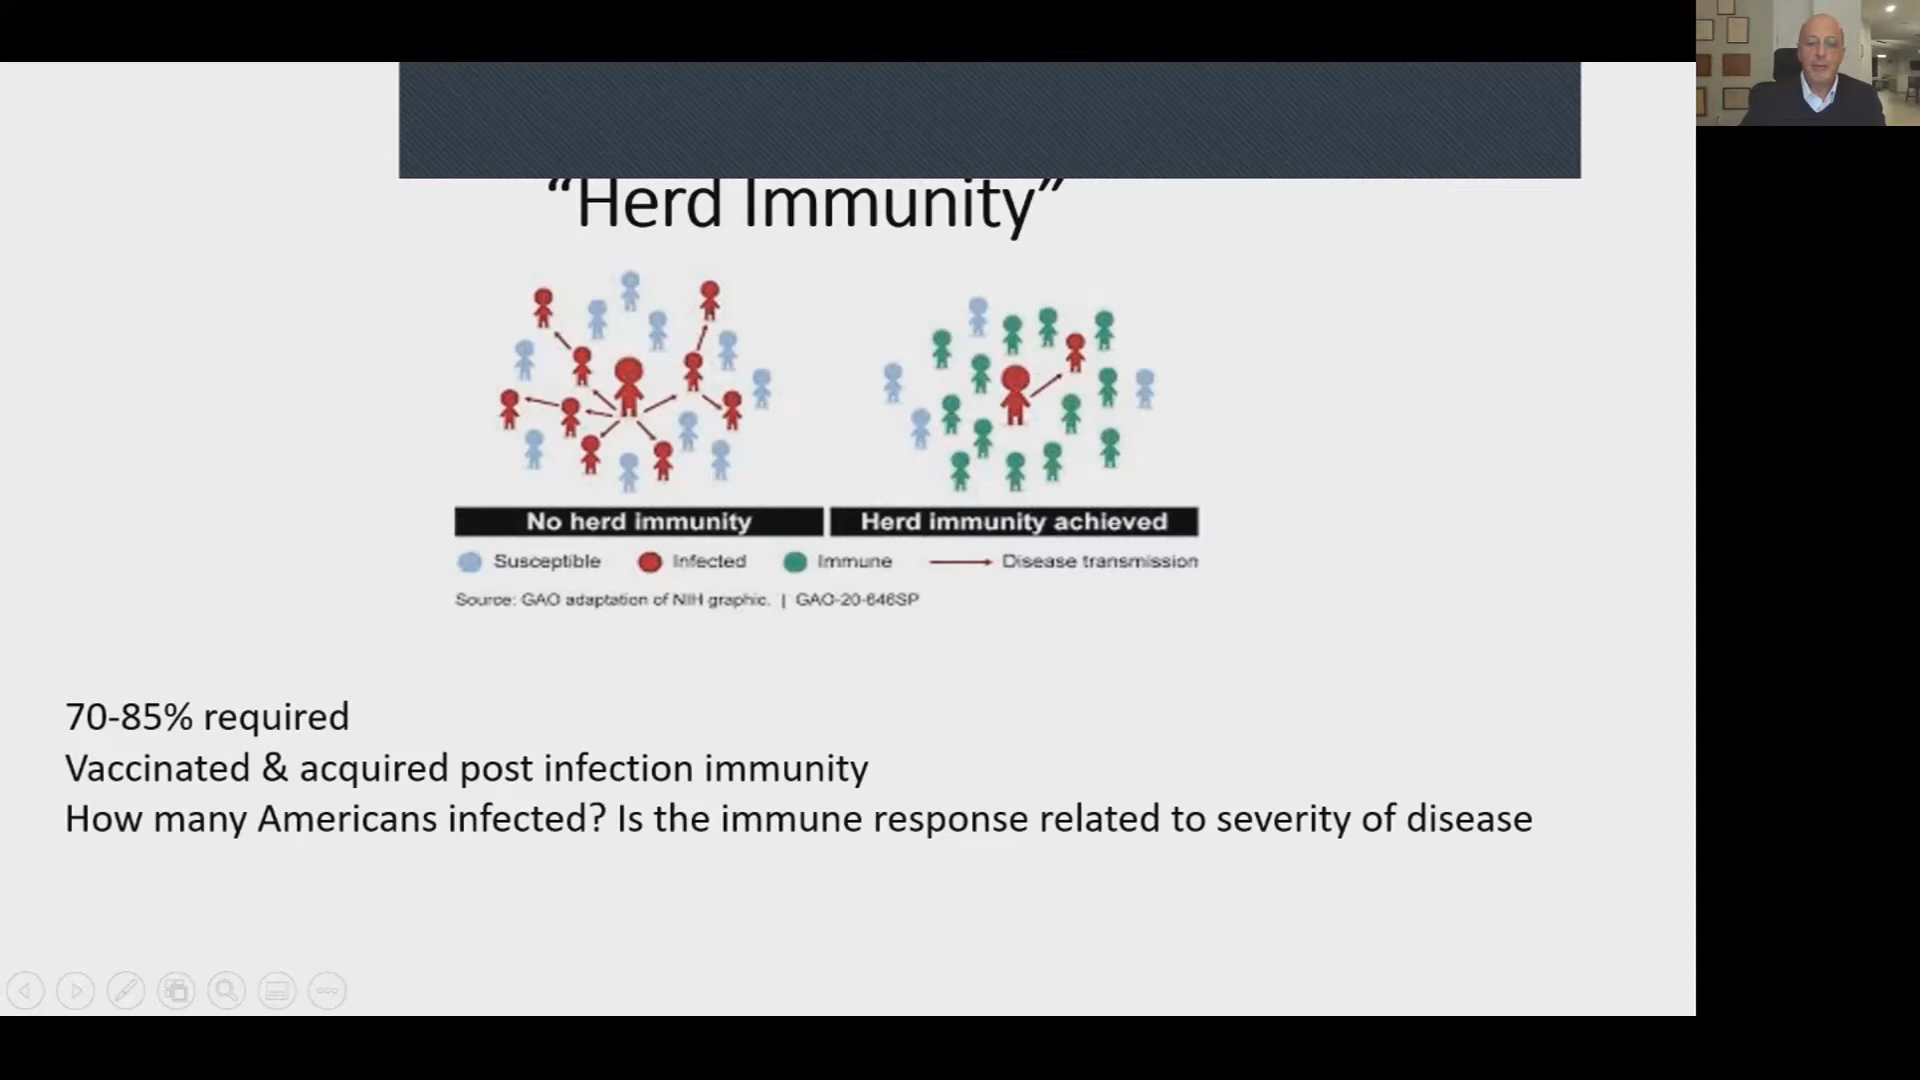 “Herd Immunity”
No herd immunity
Herd immunity achieved
Susceptible
Infected
Immune
Disease transmission
Source: GAO adaptation of NIH graphic. | GAO-20-646SP
70-85% required
Vaccinated & acquired post infection immunity
How many Americans infected? Is the immune response related to severity of disease